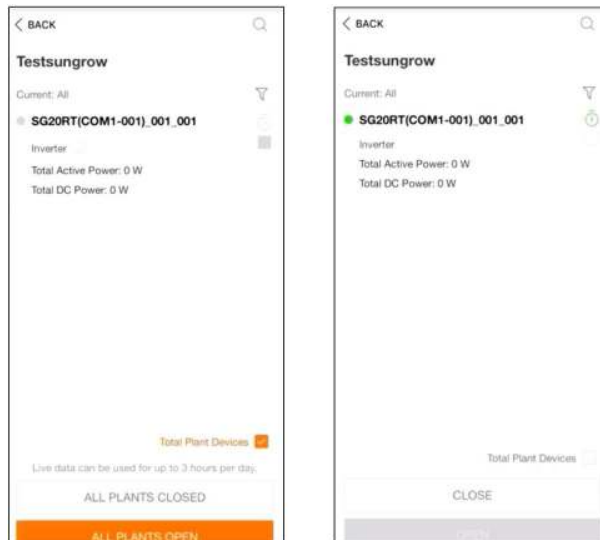 BACK
Testsungrow
Current: All
SG20RT(COM1-001)_001_001
Inverter
Total Active Power: 0 W
Total DC Power: 0 W
Total Plant Devices
Live data can be used for up to 3 hours per day.
ALL PLANTS CLOSED
ALL PLANTS OPEN
BACK
Testsungrow
Current: All
SG20RT(COM1-001)_001_001
Inverter
Total Active Power: 0 W
Total DC Power: 0 W
Total Plant Devices
CLOSE
OPEN